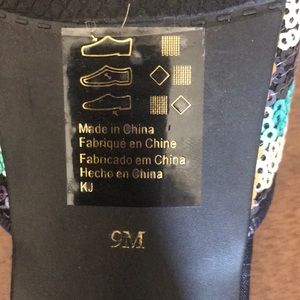 Made in China
Fabriqué en Chine
Fabricado em China
Hecho en China
KJ
9M